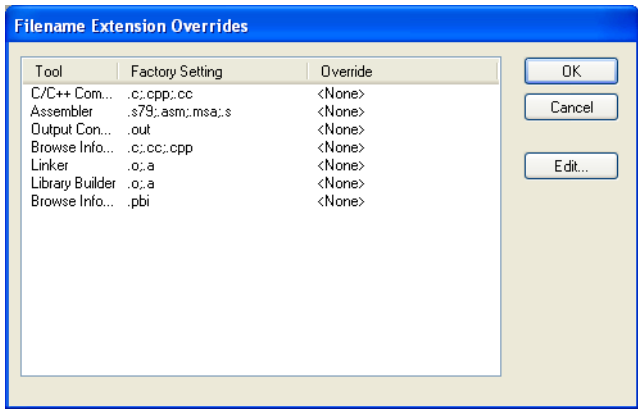 Filename Extension Overrides
Tool Factory Setting Override
C/C++ Com... .c;.cpp;.cc <None>
Assembler .s79;.asm;.msa;.s <None>
Output Con... .out <None>
Browse Info... .c;.cc;.cpp <None>
Linker .o;.a <None>
Library Builder .o;.a <None>
Browse Info... .pbi <None>
OK
Cancel
Edit...